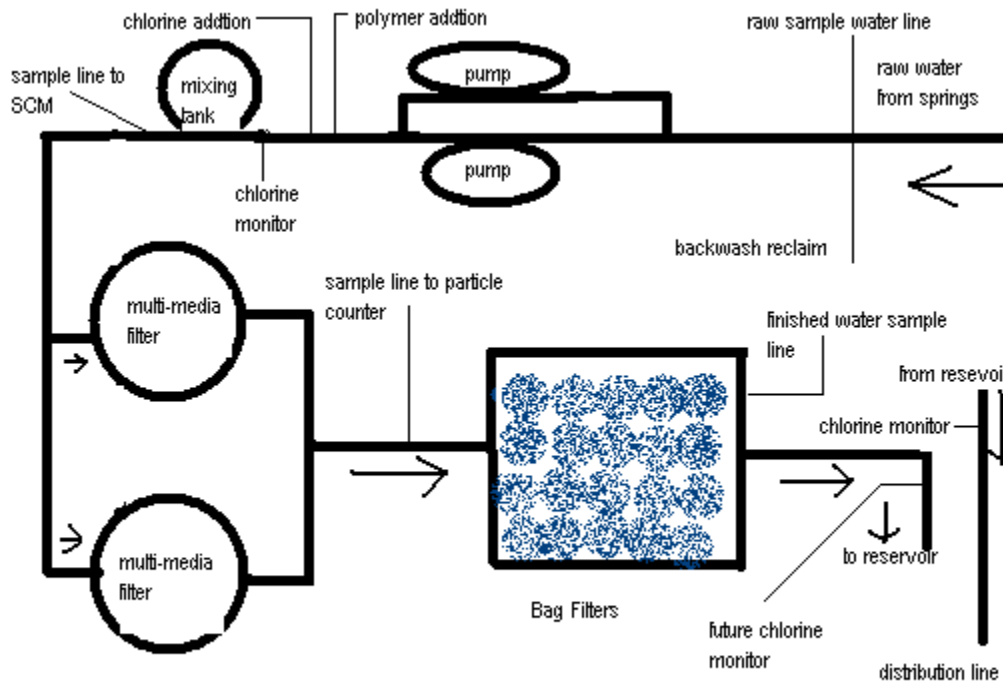 chlorine addtion
polymer addtion
raw sample water line
pump
mixing
tank
sample line to
SCM
raw water
from springs
pump
chlorine
monitor
backwash reclaim
sample line to particle
counter
multi-media
filter
finished water sample
line
from resevoi
chlorine monitor
multi-media
filter
to reservoir
Bag Filters
future chlorine
monitor
distribution line